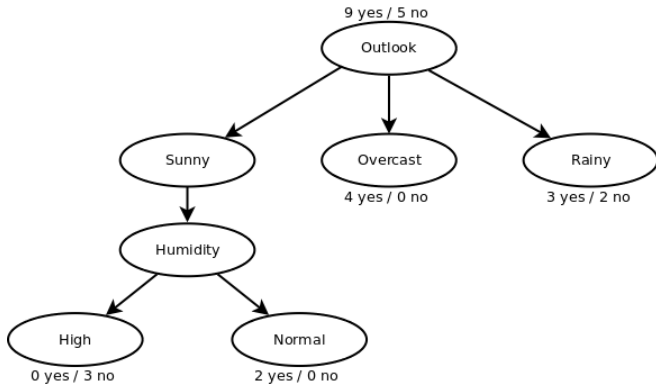 9 yes / 5 no
Outlook
Sunny
Overcast
Rainy
4 yes / 0 no
3 yes / 2 no
Humidity
High
Normal
0 yes / 3 no
2 yes / 0 no